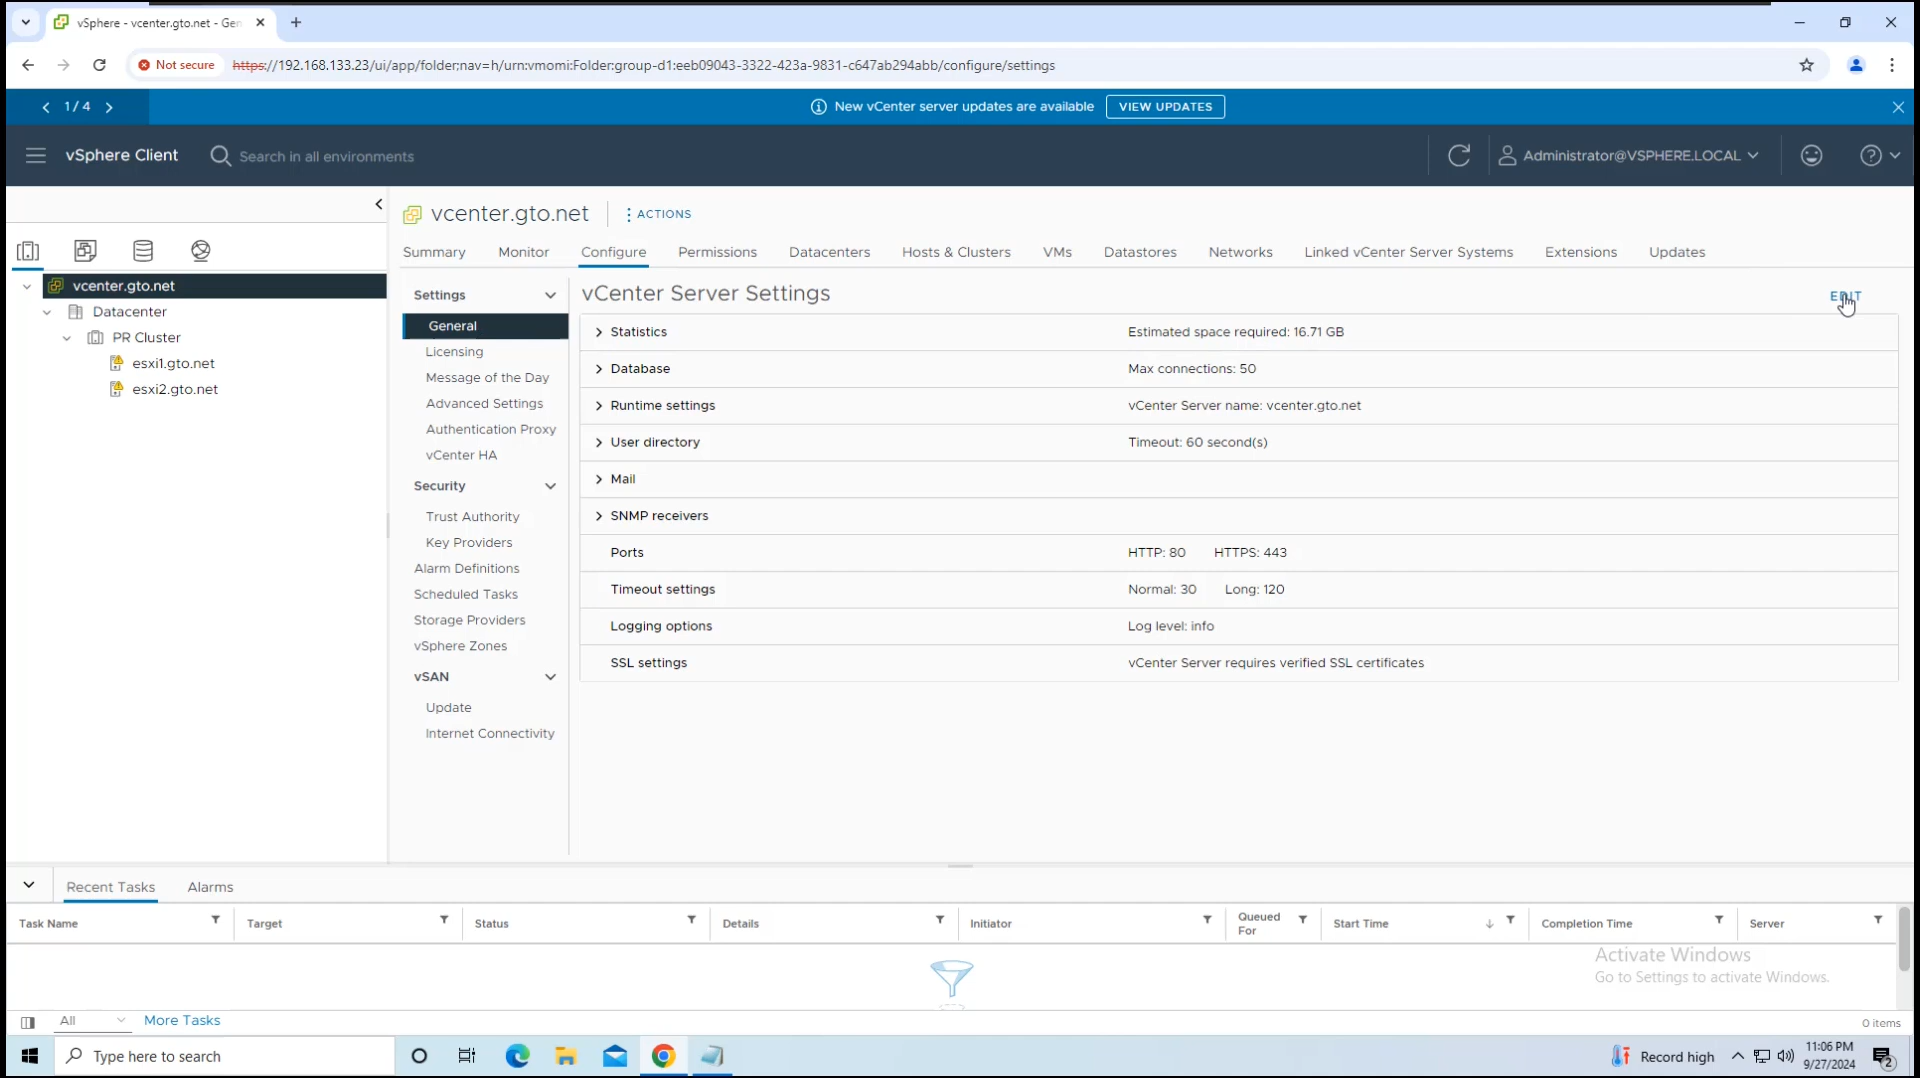 vSphere - vcenter.gto.net - Gen
Not secure
https://192.168.133.23/ui/app/folder;nav=h/urn:vmomi:Folder:group-d1:eeb09043-3322-423a-9831-c647ab294abb/configure/settings
1 / 4
New vCenter server updates are available
VIEW UPDATES
vSphere Client
Search in all environments
Administrator@VSPHERE.LOCAL
vcenter.gto.net
ACTIONS
Summary
Monitor
Configure
Permissions
Datacenters
Hosts & Clusters
VMs
Datastores
Networks
Linked vCenter Server Systems
Extensions
Updates
vcenter.gto.net
Datacenter
PR Cluster
esxi1.gto.net
esxi2.gto.net
Settings
General
Licensing
Message of the Day
Advanced Settings
Authentication Proxy
vCenter HA
Security
Trust Authority
Key Providers
Alarm Definitions
Scheduled Tasks
Storage Providers
vSphere Zones
vSAN
Update
Internet Connectivity
vCenter Server Settings
EDIT
Statistics Estimated space required: 16.71 GB
Database Max connections: 50
Runtime settings vCenter Server name: vcenter.gto.net
User directory Timeout: 60 second(s)
Mail
SNMP receivers
Ports HTTP: 80 HTTPS: 443
Timeout settings Normal: 30 Long: 120
Logging options Log level: info
SSL settings vCenter Server requires verified SSL certificates
Recent Tasks
Alarms
Task Name
Target
Status
Details
Initiator
Queued
For
Start Time
Completion Time
Server
Activate Windows
Go to Settings to activate Windows.
All
More Tasks
0 items
Type here to search
Record high
11:06 PM
9/27/2024
2